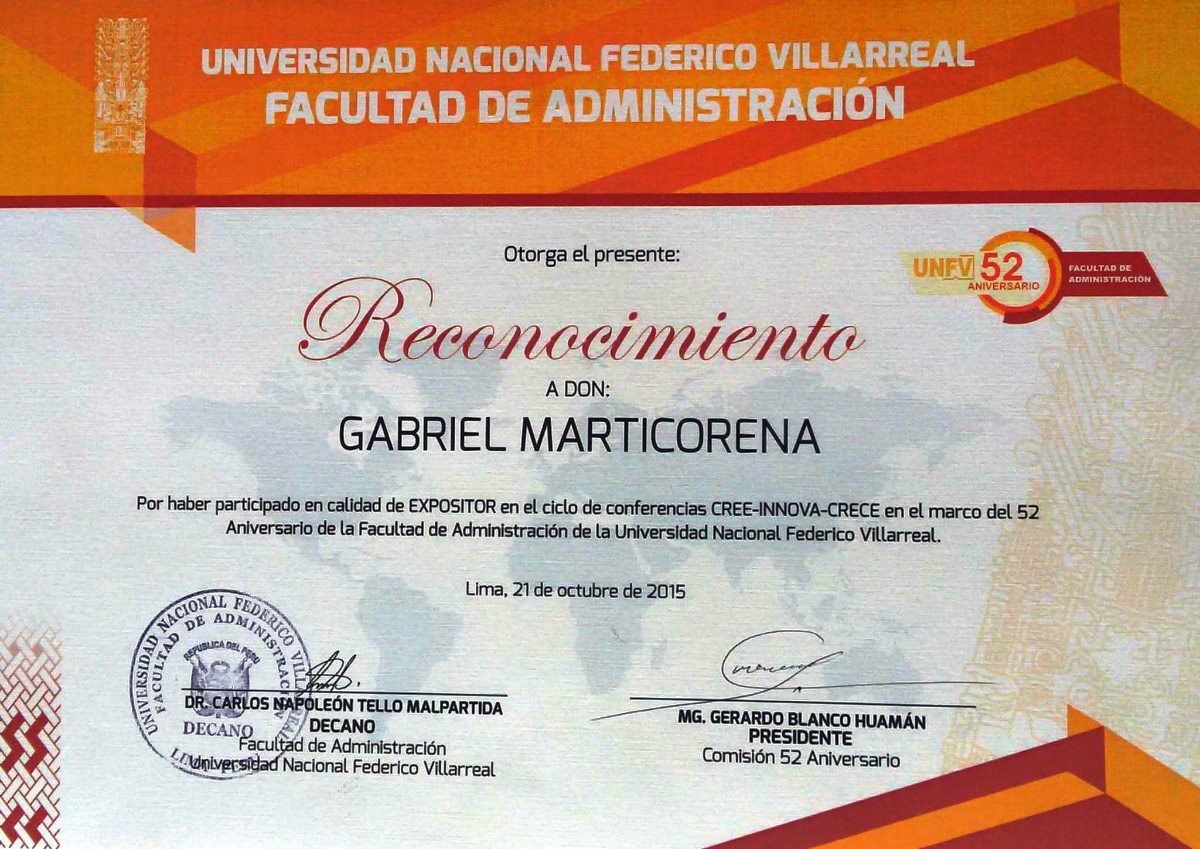 UNIVERSIDAD NACIONAL FEDERICO VILLARREAL
FACULTAD DE ADMINISTRACIÓN
Otorga el presente:
UNFV 52
ANIVERSARIO
FACULTAD DE
ADMINISTRACIÓN
Reconocimiento
A DON:
GABRIEL MARTICORENA
Por haber participado en calidad de EXPOSITOR en el ciclo de conferencias CREE-INNOVA-CRECE en el marco del 52
Aniversario de la Facultad de Administración de la Universidad Nacional Federico Villarreal.
Lima, 21 de octubre de 2015
UNIVERSIDAD NACIONAL FEDERICO VILLARREAL
FACULTAD DE ADMINISTRACIÓN
REPUBLICA DEL PERU
DECANO
DR. CARLOS NAPOLEÓN TELLO MALPARTIDA
DECANO
Facultad de Administración
Universidad Nacional Federico Villarreal
MG. GERARDO BLANCO HUAMÁN
PRESIDENTE
Comisión 52 Aniversario